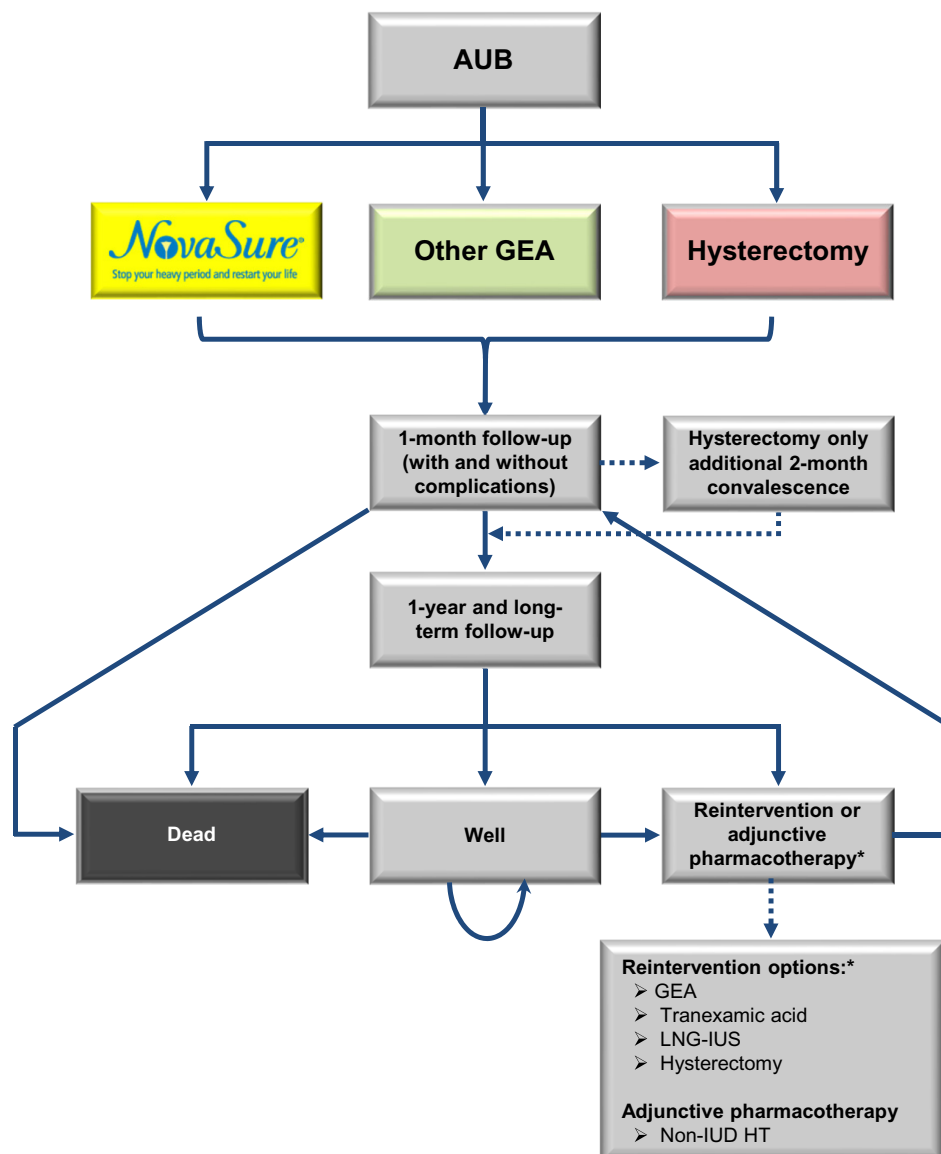 AUB
NovaSure®
Stop your heavy period and restart your life
Other GEA
Hysterectomy
1-month follow-up
(with and without
complications)
Hysterectomy only
additional 2-month
convalescence
1-year and long-
term follow-up
Dead
Well
Reintervention or
adjunctive
pharmacotherapy*
Reintervention options:*
➢ GEA
➢ Tranexamic acid
➢ LNG-IUS
➢ Hysterectomy
Adjunctive pharmacotherapy
➢ Non-IUD HT